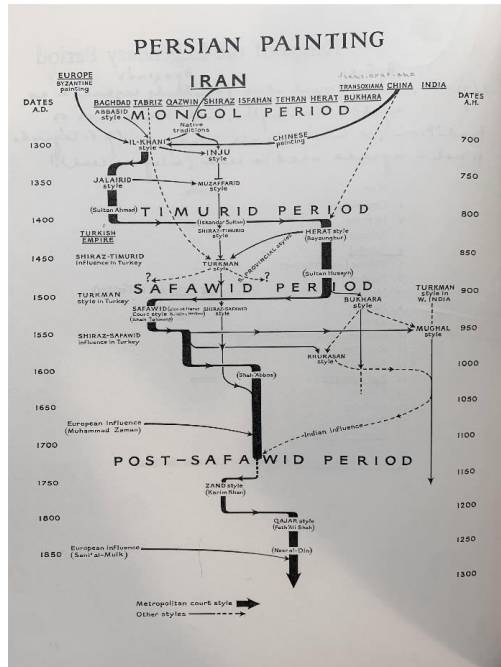 PERSIAN PAINTING
EUROPE
BYZANTINE
painting
IRAN
TRANSOXIANA CHINA INDIA
DATES
A.D.
BAGHDAD TABRIZ QAZWIN SHIRAZ ISFAHAN TEHRAN HERAT BUKHARA
DATES
A.H.
ABBASID
style
MONGOL PERIOD
Native
traditions
CHINESE
painting
700
1300
IL-KHANI
style
INJU
style
750
1350
JALAIRID
style
MUZAFFARID
style
(Sultan Ahmad)
TIMURID PERIOD
800
1400
(Iskandar Sultan)
TURKISH
EMPIRE
SHIRAZ-TIMURID
style
HERAT style
(Baysunghur)
1450
SHIRAZ-TIMURID
influence in Turkey
TURKMAN
style
PROVINCIAL styles
850
? ?
(Sultan Husayn)
SAFAWID PERIOD
900
TURKMAN
style in Turkey
1500
BUKHARA
style
TURKMAN
style in
W. INDIA
SAFAWID
Court style
(Shah Tahmasp)
SHIRAZ-SAFAWID
style
MUGHAL
style
950
1550
SHIRAZ-SAFAWID
influence in Turkey
KHURASAN
style
1000
1600
(Shah Abbas)
1050
1650
European influence
(Muhammad Zaman)
Indian influence
1100
1700
POST-SAFAWID PERIOD
1150
1750
ZAND style
(Karim Khan)
1200
1800
QAJAR style
(Fath'Ali Shah)
1250
1850
European influence
(Sani'al-Mulk)
(Nasr al-Din)
1300
Metropolitan court style
Other styles